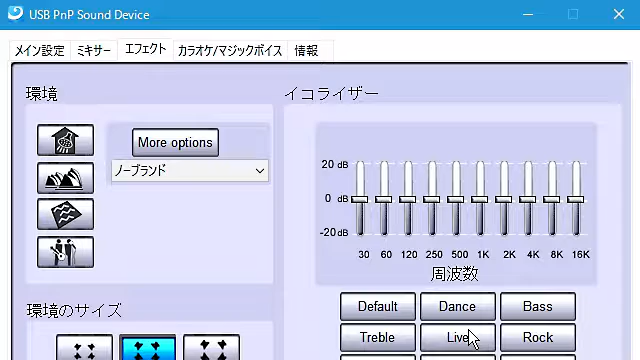 USB PnP Sound Device
メイン設定 ミキサー エフェクト カラオケ/マジックボイス 情報
環境
More options
ノーブランド
イコライザー
20 dB
0 dB
-20 dB
30 60 120 250 500 1K 2K 4K 8K 16K
周波数
環境のサイズ
Default Dance Bass
Treble Live Rock